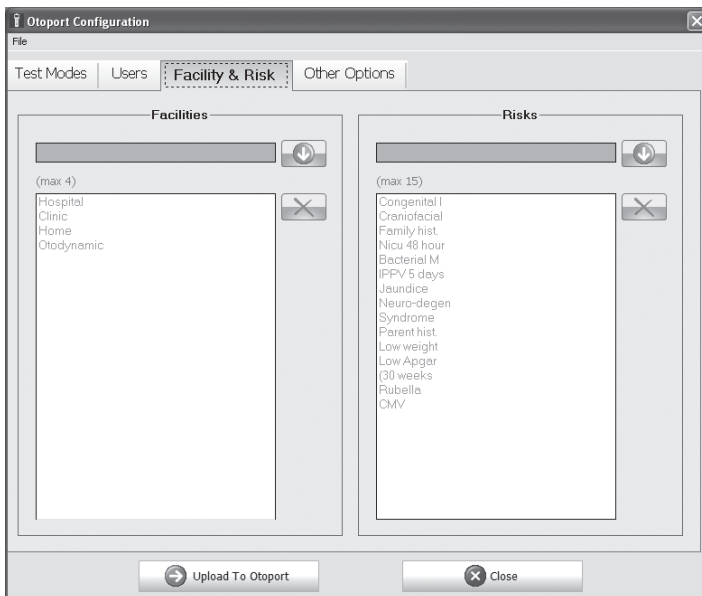 Otoport Configuration
File
Test Modes Users Facility & Risk Other Options
Facilities
(max 4)
Hospital
Clinic
Home
Otodynamic
Risks
(max 15)
Congenital I
Craniofacial
Family hist.
Nicu 48 hour
Bacterial M
IPPV 5 days
Jaundice
Neuro-degen
Syndrome
Parent hist.
Low weight
Low Apgar
(30 weeks
Rubella
CMV
Upload To Otoport Close